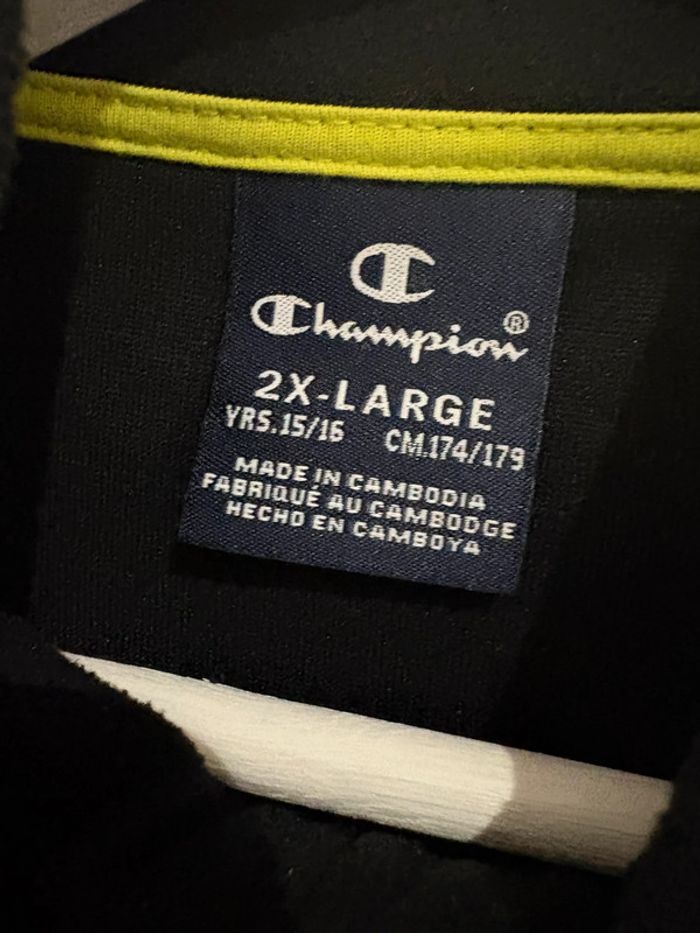 Champion®
2X-LARGE
YRS.15/16 CM.174/179
MADE IN CAMBODIA
FABRIQUÉ AU CAMBODGE
HECHO EN CAMBOYA